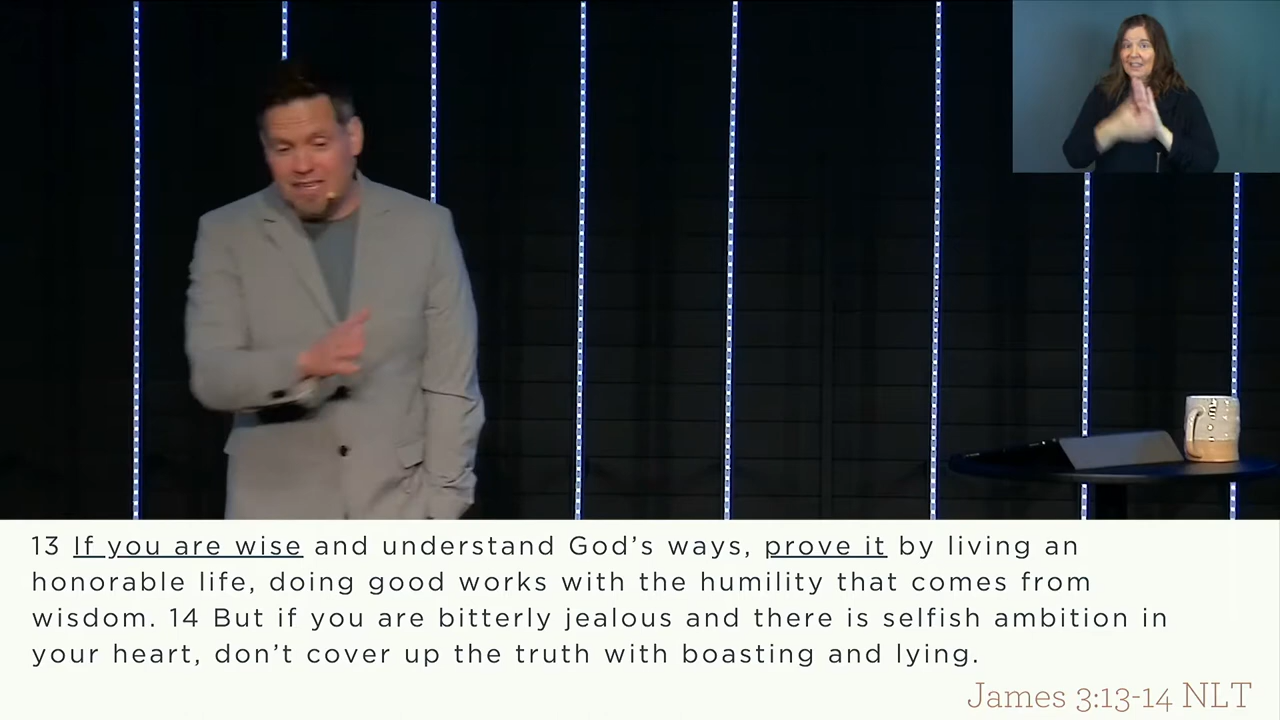 13 If you are wise and understand God’s ways, prove it by living an
honorable life, doing good works with the humility that comes from
wisdom. 14 But if you are bitterly jealous and there is selfish ambition in
your heart, don’t cover up the truth with boasting and lying.
James 3:13-14 NLT